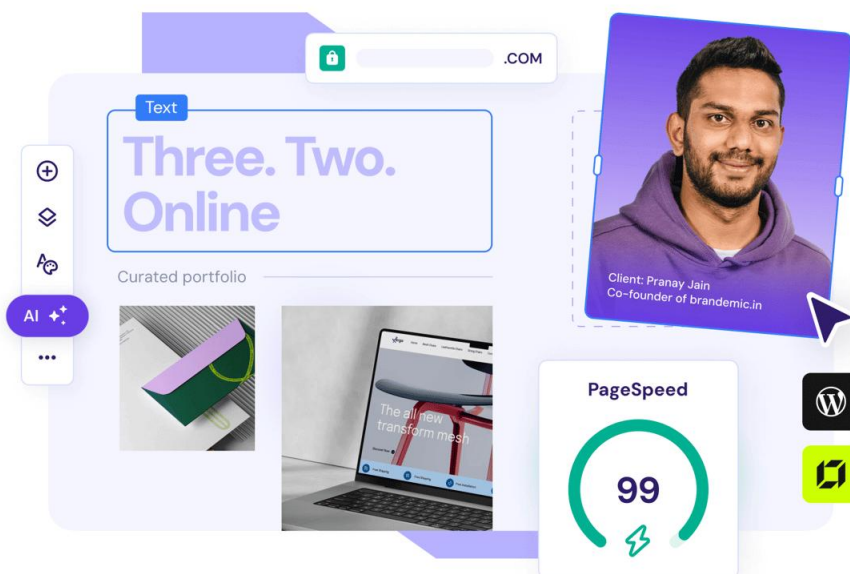 .COM
Text
Three. Two.
Online
Curated portfolio
AI
Client: Pranay Jain
Co-founder of brandemic.in
The all new
transform mesh
PageSpeed
99